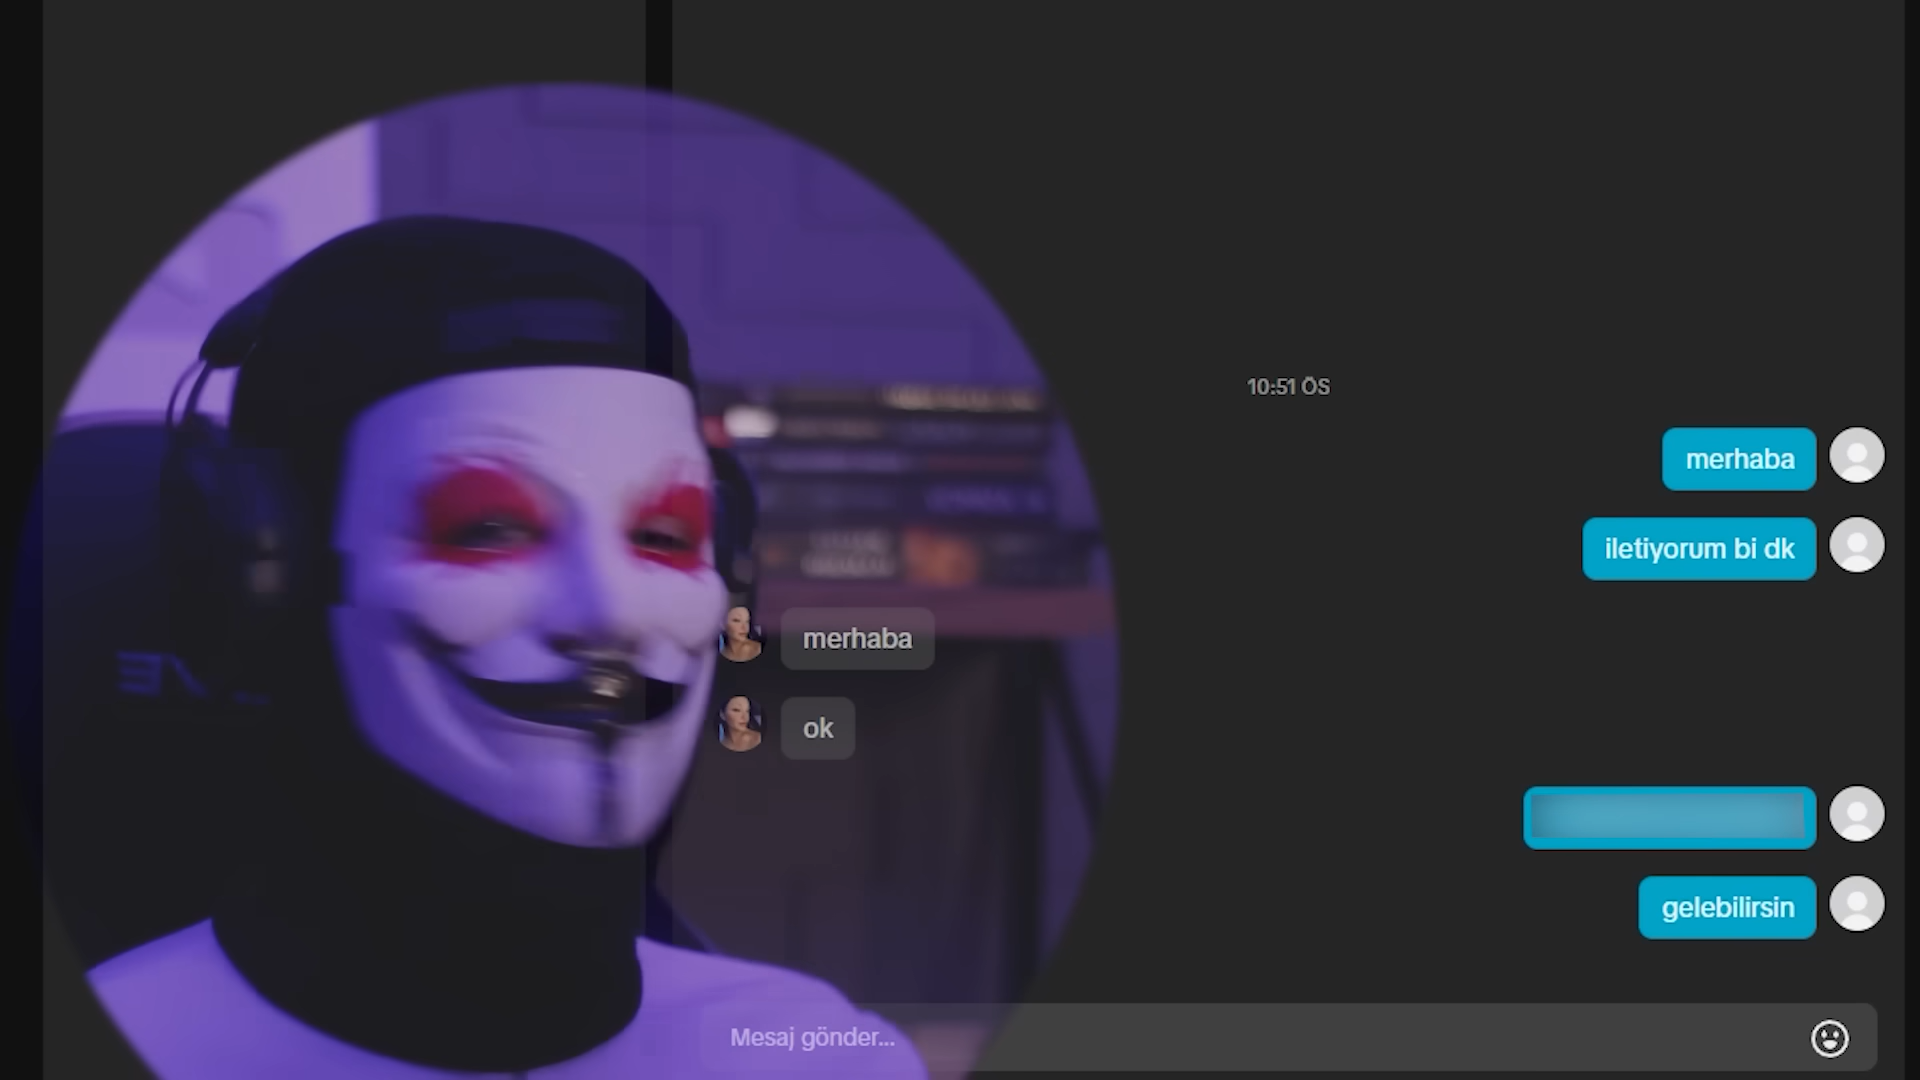 10:51 ÖS
merhaba
iletiyorum bi dk
merhaba
ok
gelebilirsin
Mesaj gönder...